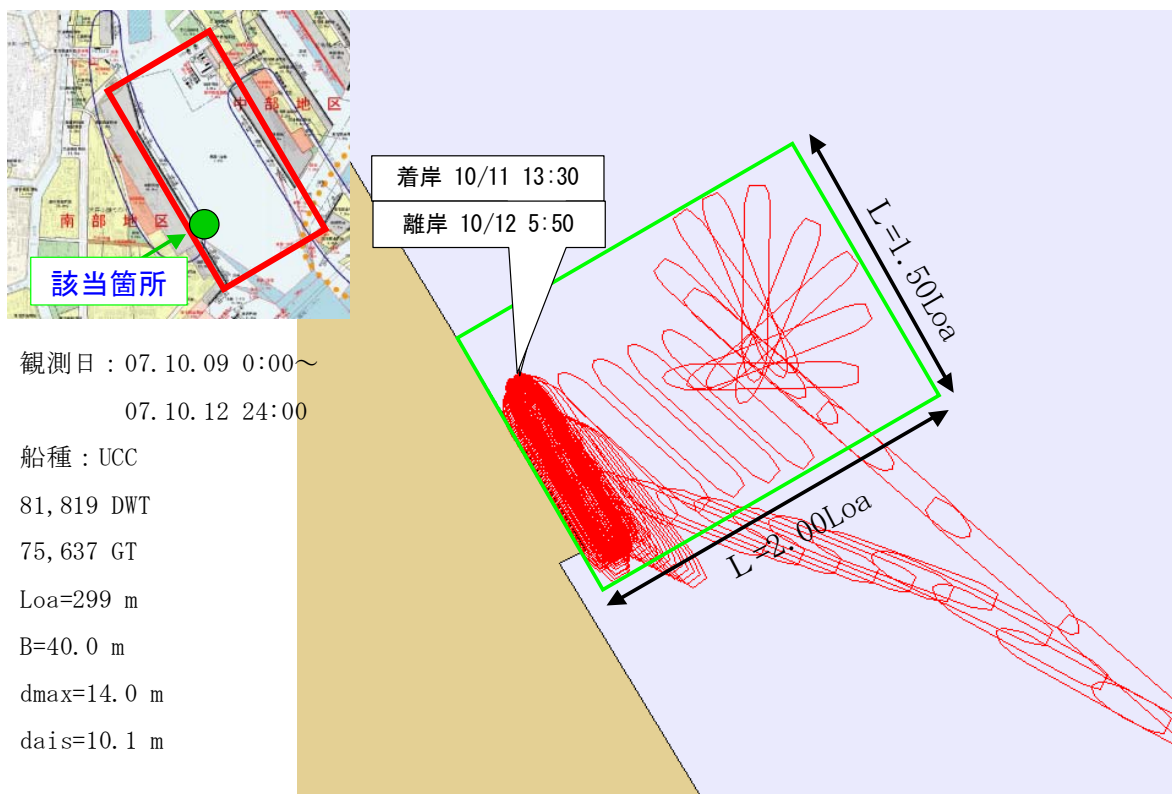 中部地区
南部地区
該当箇所
着岸 10/11 13:30
離岸 10/12 5:50
L=1.50Loa
L=2.00Loa
観測日：07.10.09 0:00～
07.10.12 24:00
船種：UCC
81,819 DWT
75,637 GT
Loa=299 m
B=40.0 m
dmax=14.0 m
dais=10.1 m